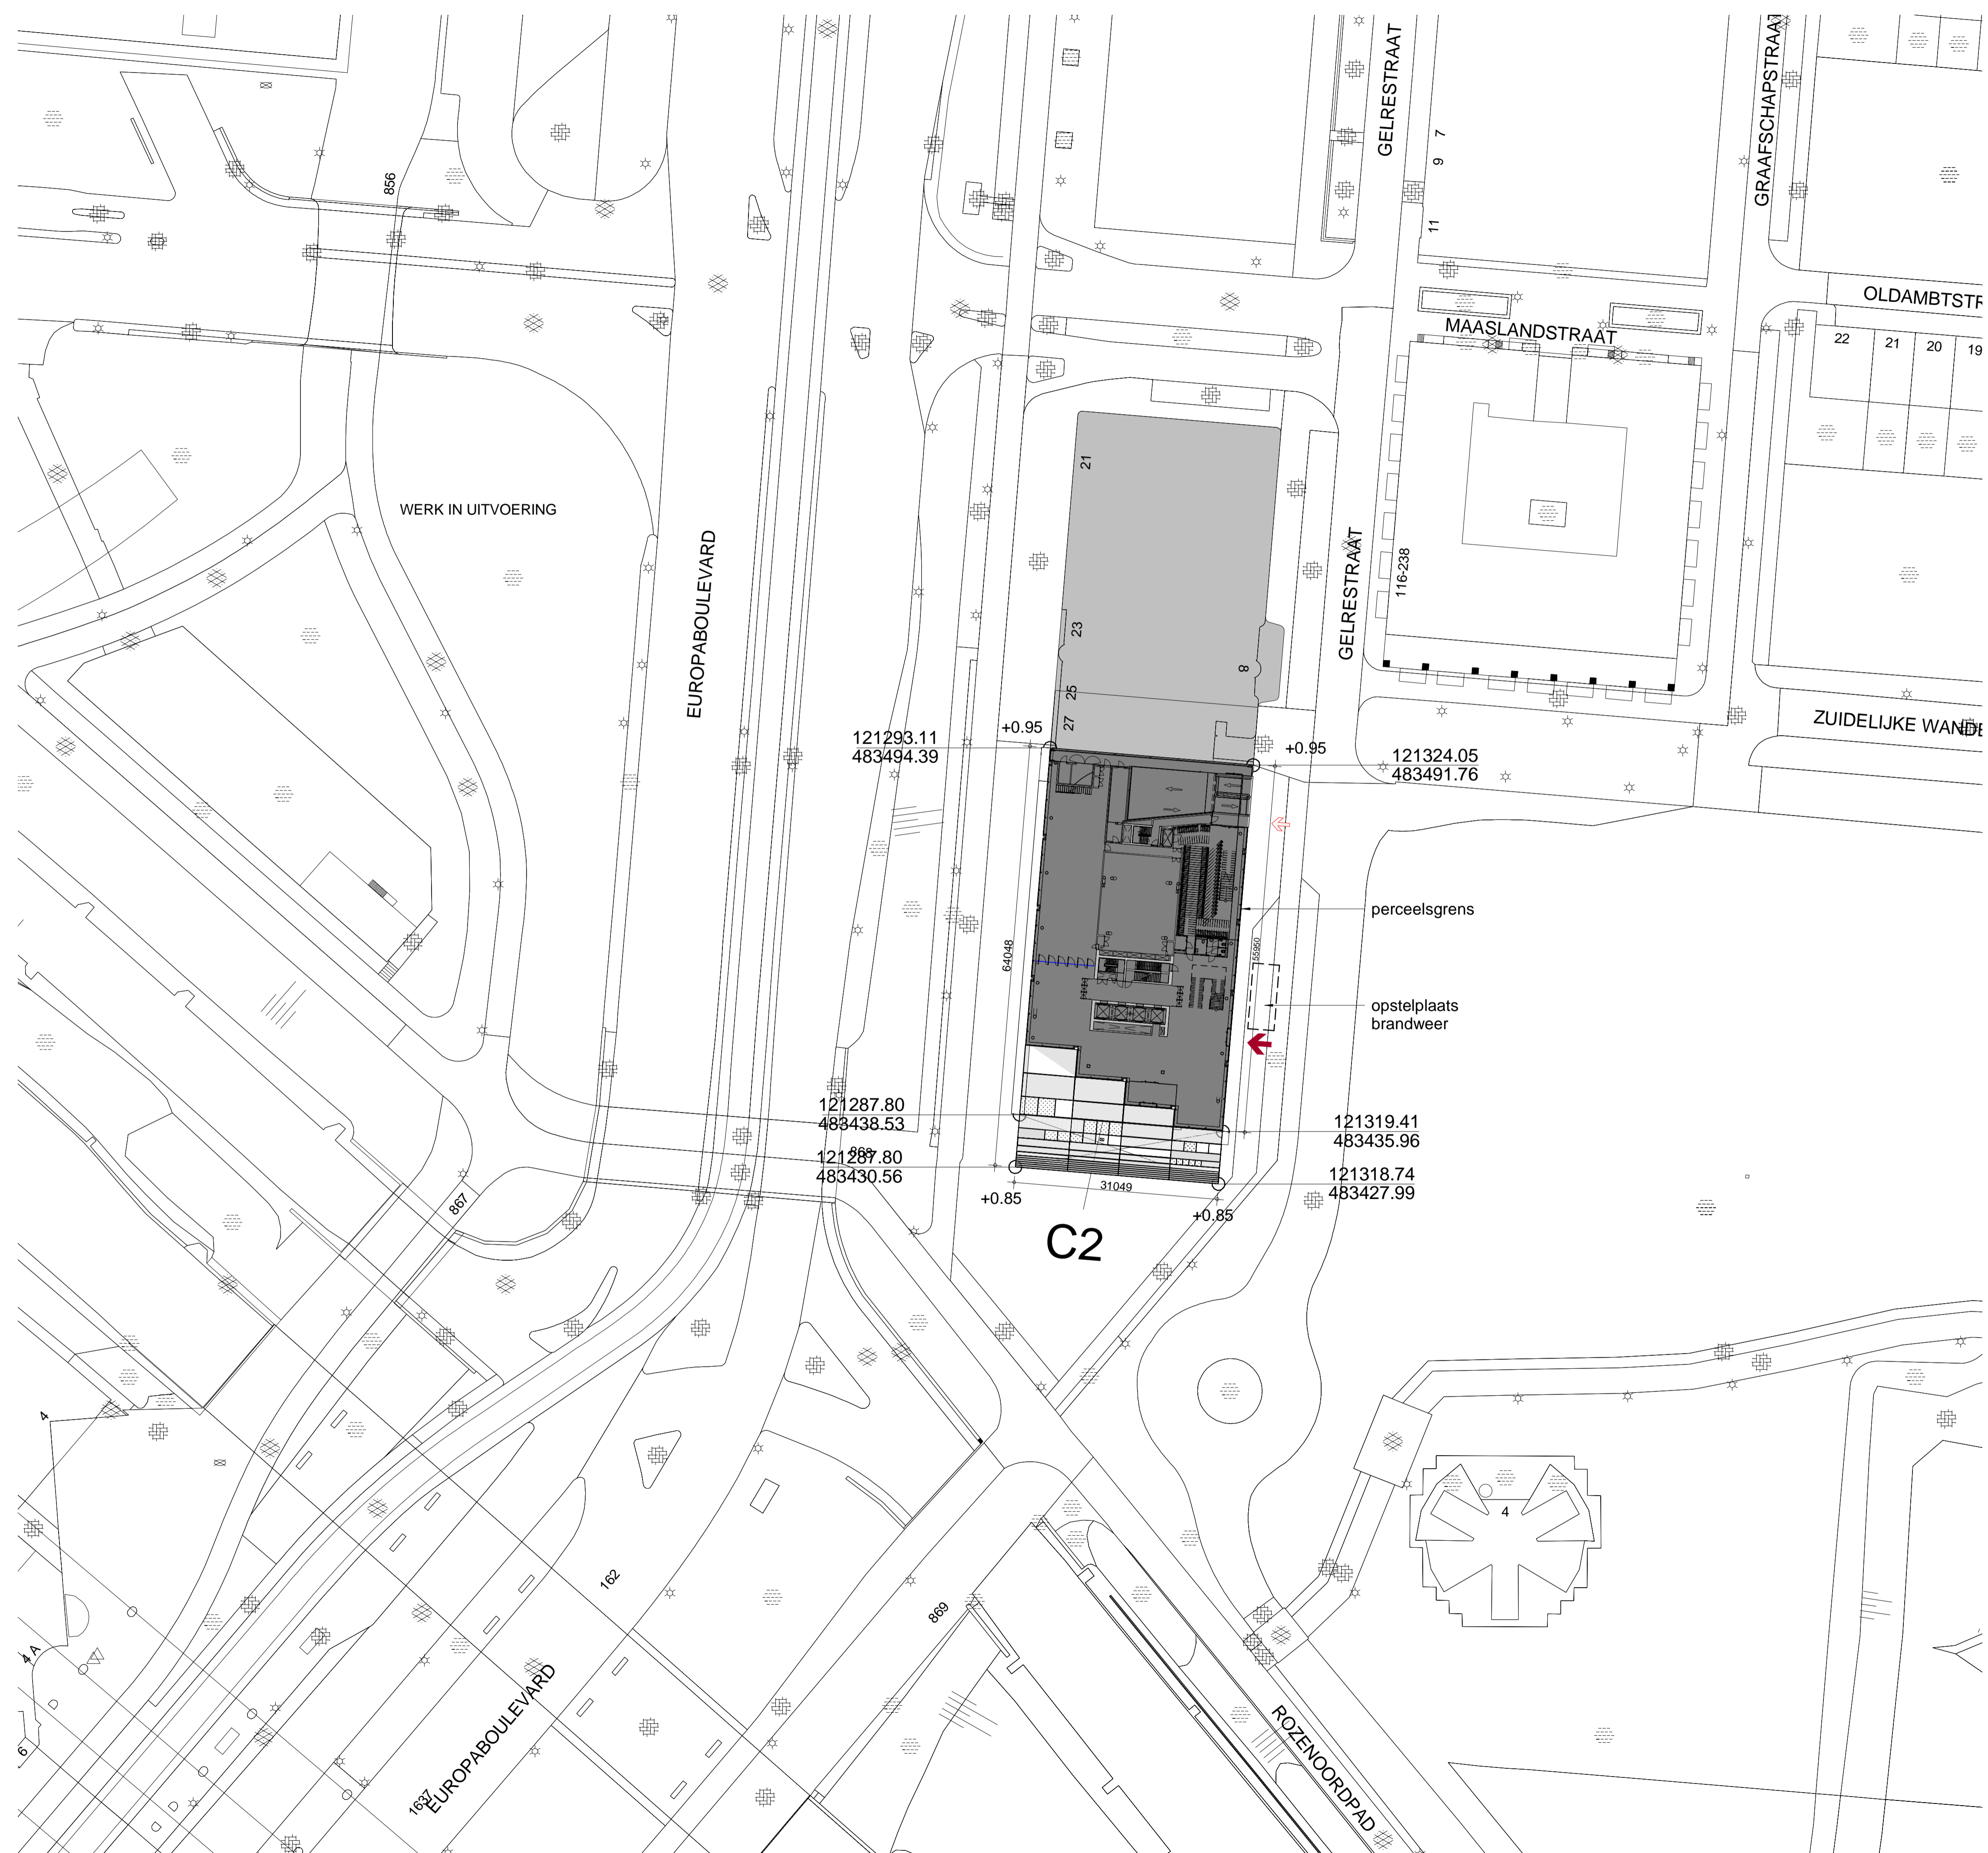 GELRESTRAAT
GRAAFSCHAPSTRAAT
7
9
11
856
OLDAMBTSTR
MAASLANDSTRAAT
22
21
20
19
21
WERK IN UITVOERING
EUROPABOULEVARD
GELRESTRAAT
116-238
23
8
25
27
ZUIDELIJKE WANDE
+0.95
121293.11
483494.39
+0.95
121324.05
483491.76
perceelsgrens
64048
55950
opstelplaats
brandweer
121287.80
483438.53
121319.41
483435.96
868
121287.80
483430.56
121318.74
483427.99
+0.85
31049
+0.85
867
C2
4
4
162
869
4 A
6
EUROPABOULEVARD
1637
ROZENOORDPAD